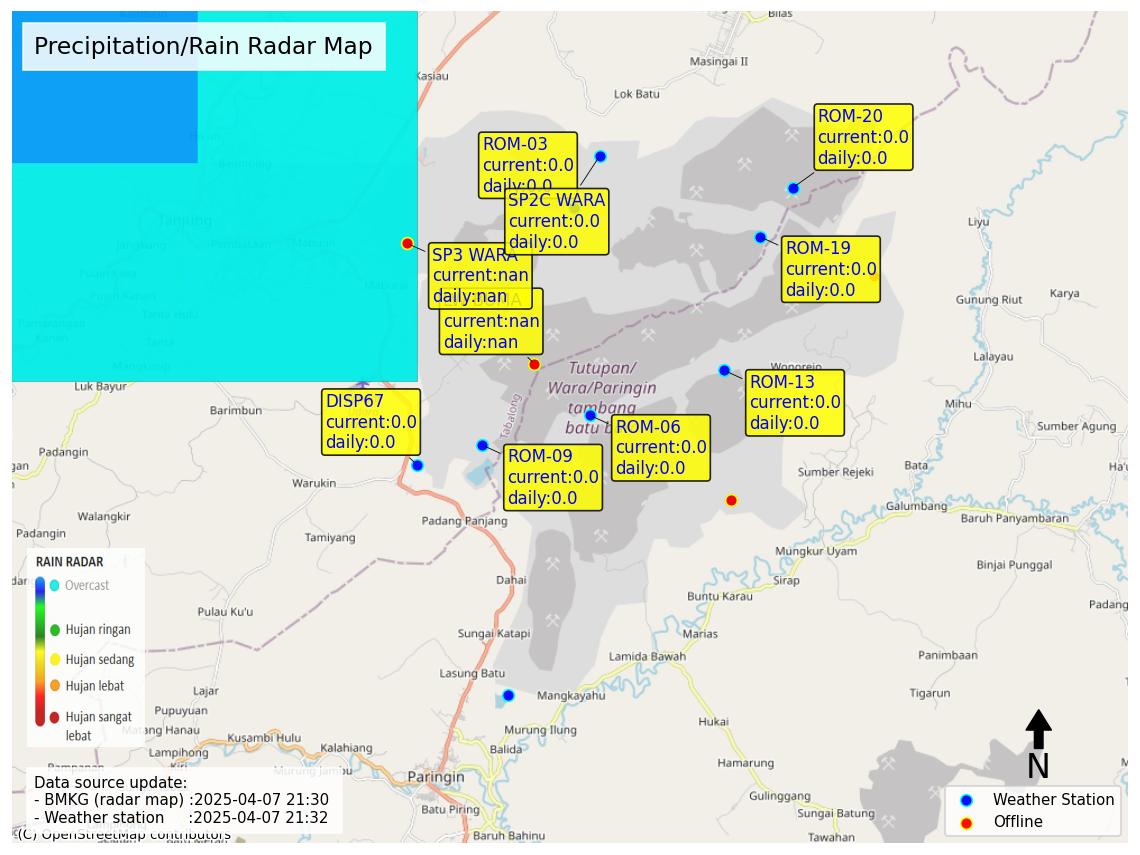 Precipitation/Rain Radar Map
Bilas
Masingai II
Kasiau
Lok Batu
ROM-20
current:0.0
daily:0.0
ROM-03
current:0.0
daily:0.0
SP2C WARA
current:0.0
daily:0.0
Tanjung
Liyu
SP3 WARA
current:nan
daily:nan
ROM-19
current:0.0
daily:0.0
Mabuun
Maburai
current:nan
daily:nan
Gunung Riut
Karya
Lalayau
Wonorejo
Tutupan/
Wara/Paringin
tambang
batu b
Tabalong
ROM-13
current:0.0
daily:0.0
Luk Bayur
Barimbun
DISP67
current:0.0
daily:0.0
Mihu
ROM-06
current:0.0
daily:0.0
Sumber Agung
Padangin
ROM-09
current:0.0
daily:0.0
Bata
Sumber Rejeki
Warukin
Galumbang
Walangkir
Padang Panjang
Baruh Panyambaran
Padangin
Tamiyang
Mungkur Uyam
Binjai Punggal
RAIN RADAR
Overcast
Hujan ringan
Hujan sedang
Hujan lebat
Hujan sangat
lebat
Dahai
Sirap
Buntu Karau
Padang
Pulau Ku'u
Sungai Katapi
Marias
Lamida Bawah
Panimbaan
Lasung Batu
Lajar
Mangkayahu
Tigarun
Pupuyuan
Matang Hanau
Kusambi Hulu
Murung Ilung
Hukai
Lampihong
Kalahiang
Balida
Hamarung
N
Murung Jambu
Paringin
Gulinggang
Batu Piring
Sungai Batung
Baruh Bahinu
Tawahan
Data source update:
- BMKG (radar map) :2025-04-07 21:30
- Weather station :2025-04-07 21:32
(C) OpenStreetMap contributors
Weather Station
Offline